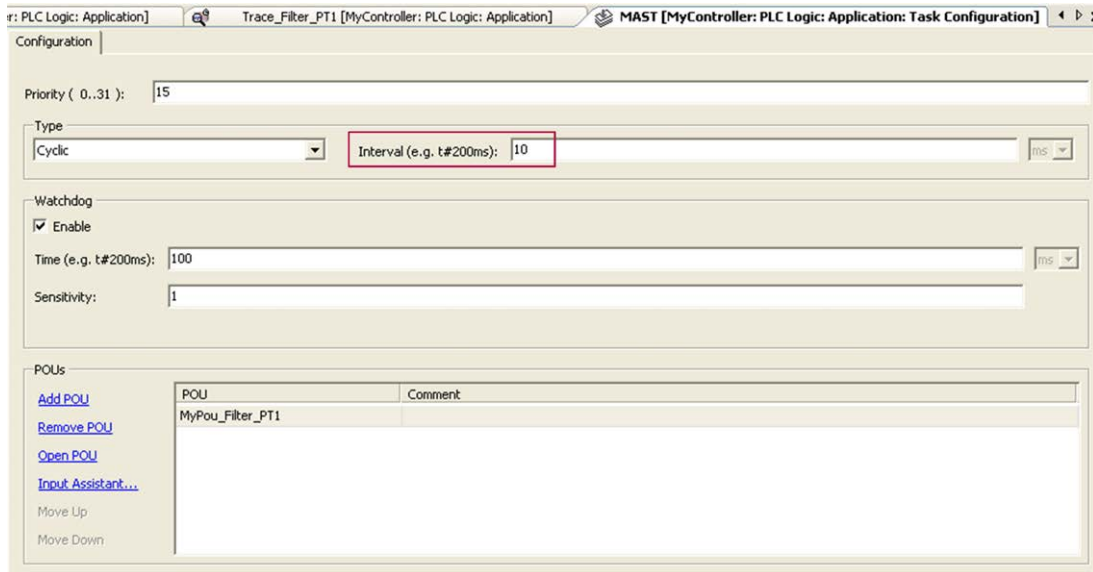 r: PLC Logic: Application] Trace_Filter_PT1 [MyController: PLC Logic: Application] MAST [MyController: PLC Logic: Application: Task Configuration]
Configuration
Priority ( 0..31 ): 15
Type
Cyclic Interval (e.g. t#200ms): 10 ms
Watchdog
Enable
Time (e.g. t#200ms): 100 ms
Sensitivity: 1
POUs
Add POU POU Comment
MyPou_Filter_PT1
Remove POU
Open POU
Input Assistant...
Move Up
Move Down